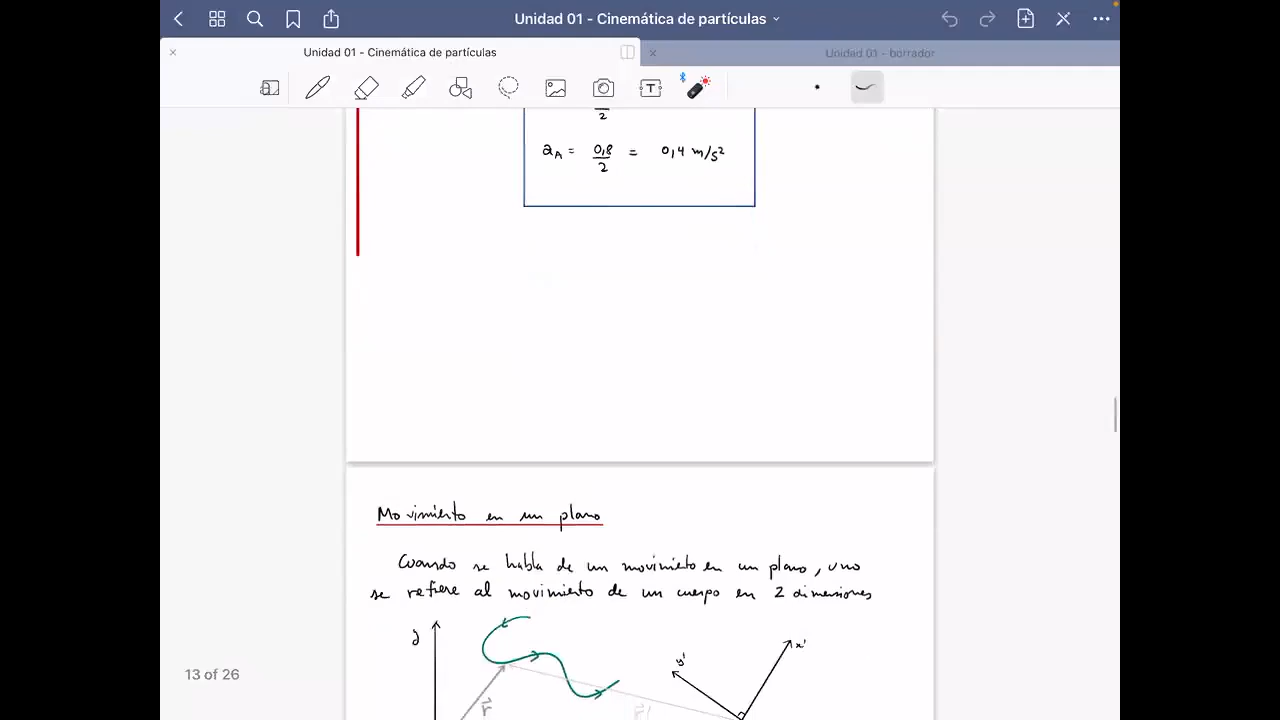 Unidad 01 - Cinemática de partículas
Unidad 01 - Cinemática de partículas
Unidad 01 - borrador
T
2
a_A = 0,8/2 = 0,4 m/s²
Movimiento en un plano
Cuando se habla de un movimieto en un plano, uno
se refiere al movimiento de un cuerpo en 2 dimensiones
y
x'
y'
r⃗
r⃗'
13 of 26